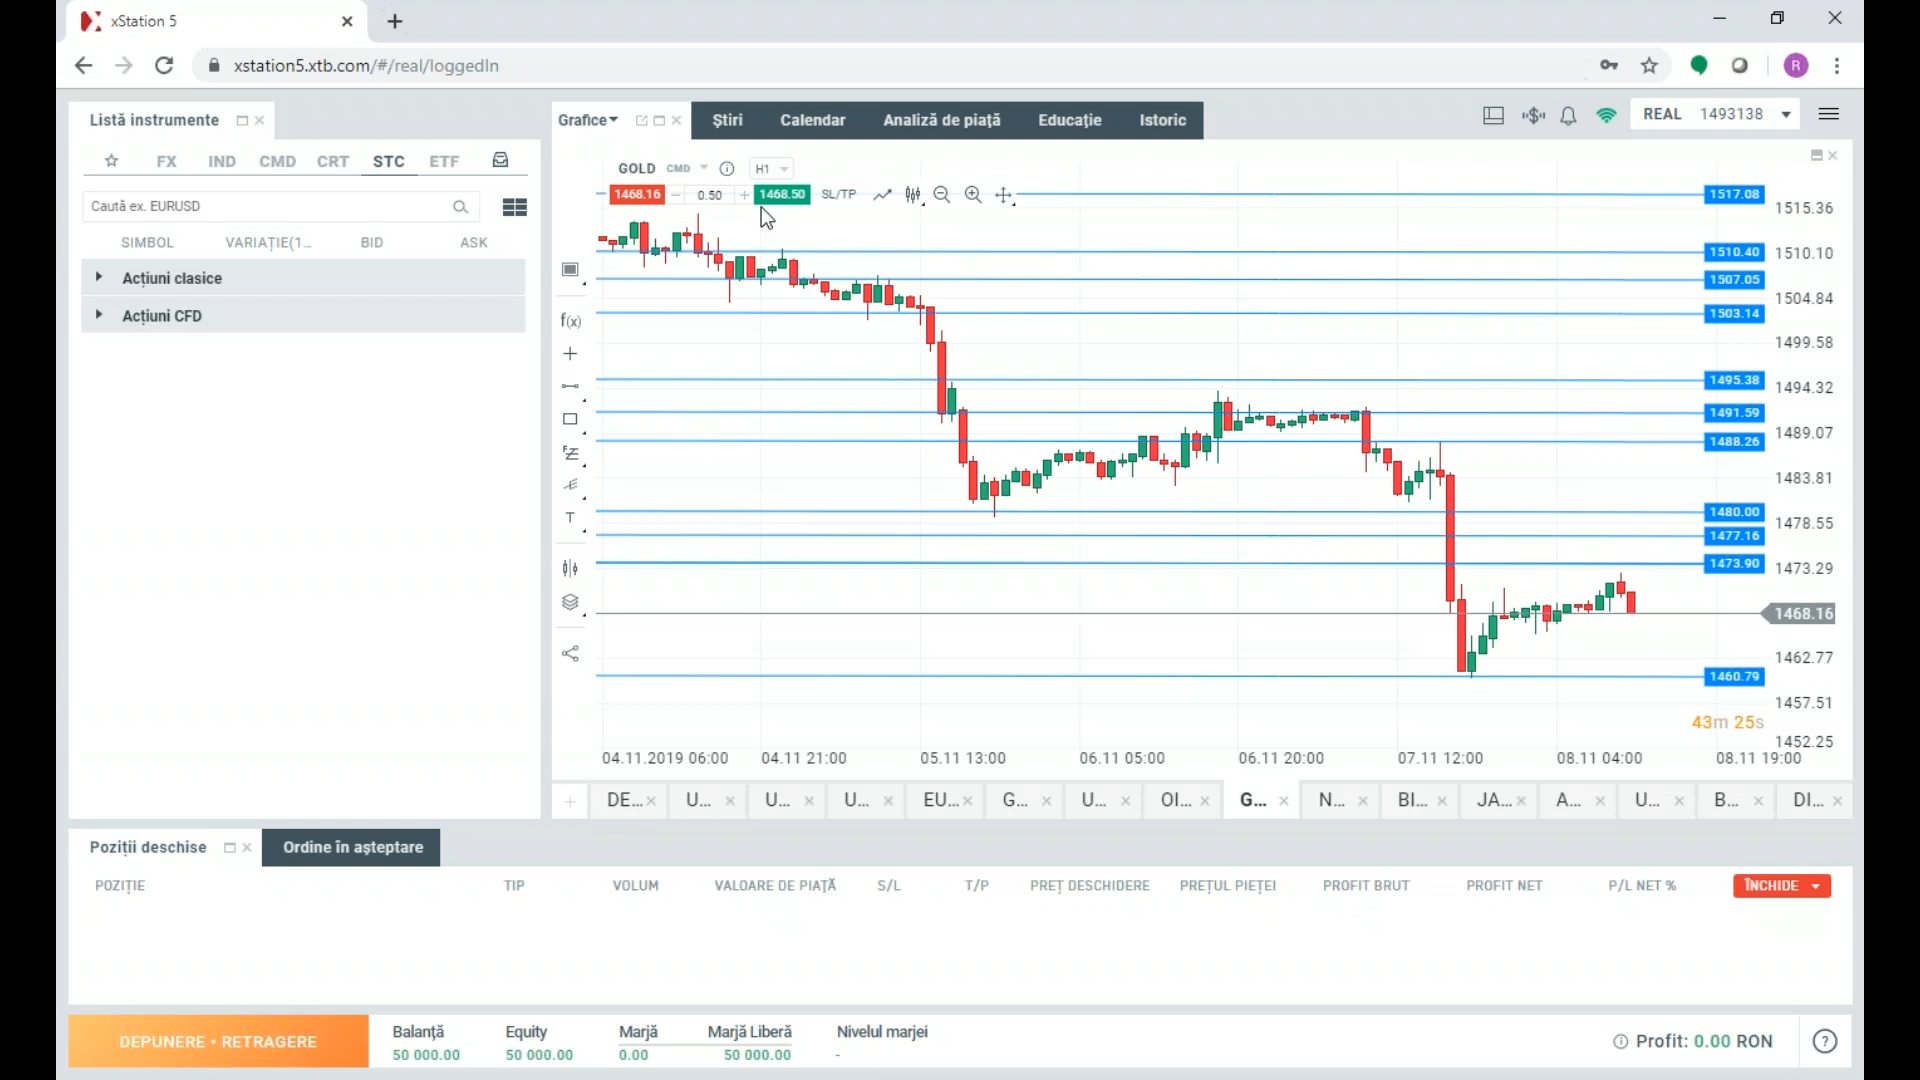 xStation 5
xstation5.xtb.com/#/real/loggedIn
R
Listă instrumente
Grafice
Știri
Calendar
Analiză de piață
Educație
Istoric
REAL 1493138
FX IND CMD CRT STC ETF
Caută ex. EURUSD
SIMBOL VARIAȚIE(1... BID ASK
Acțiuni clasice
Acțiuni CFD
GOLD CMD H1
1468.16 0.50 1468.50 SL/TP
f(x)
T
1517.08
1510.40
1507.05
1503.14
1495.38
1491.59
1488.26
1480.00
1477.16
1473.90
1460.79
1515.36
1510.10
1504.84
1499.58
1494.32
1489.07
1483.81
1478.55
1473.29
1468.16
1462.77
1457.51
1452.25
43m 25s
04.11.2019 06:00 04.11 21:00 05.11 13:00 06.11 05:00 06.11 20:00 07.11 12:00 08.11 04:00 08.11 19:00
DE... U... U... U... EU... G... U... OI... G... N... BI... JA... A... U... B... DI...
Poziții deschise
Ordine în așteptare
POZIȚIE TIP VOLUM VALOARE DE PIAȚĂ S/L T/P PREȚ DESCHIDERE PREȚUL PIEȚEI PROFIT BRUT PROFIT NET P/L NET % ÎNCHIDE
DEPUNERE • RETRAGERE
Balanță Equity Marjă Marjă Liberă Nivelul marjei
50 000.00 50 000.00 0.00 50 000.00 -
Profit: 0.00 RON
?